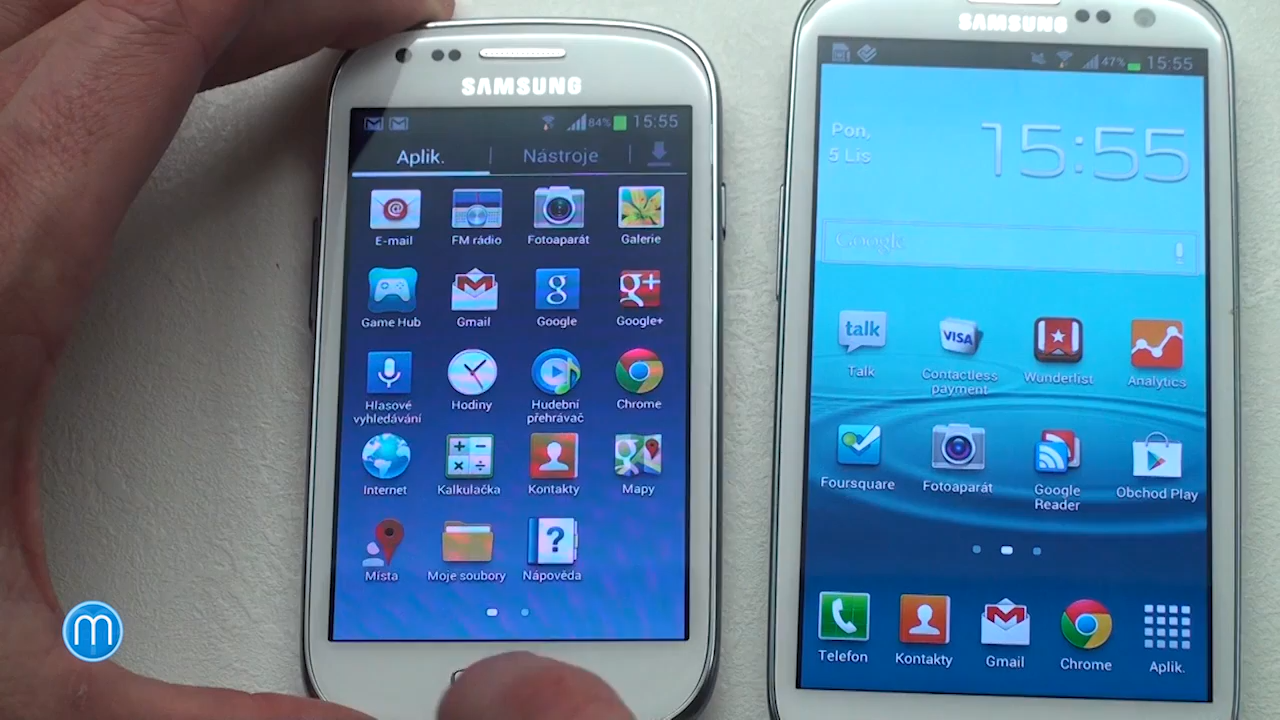 SAMSUNG
84% 15:55
Aplik. Nástroje
E-mail FM rádio Fotoaparát Galerie
Game Hub Gmail Google Google+
Hlasové vyhledávání Hodiny Hudební přehrávač Chrome
Internet Kalkulačka Kontakty Mapy
Místa Moje soubory Nápověda
m
SAMSUNG
47% 15:55
Pon,
5 Lis
15:55
Google
talk VISA
Talk Contactless payment Wunderlist Analytics
Foursquare Fotoaparát Google Reader Obchod Play
Telefon Kontakty Gmail Chrome Aplik.